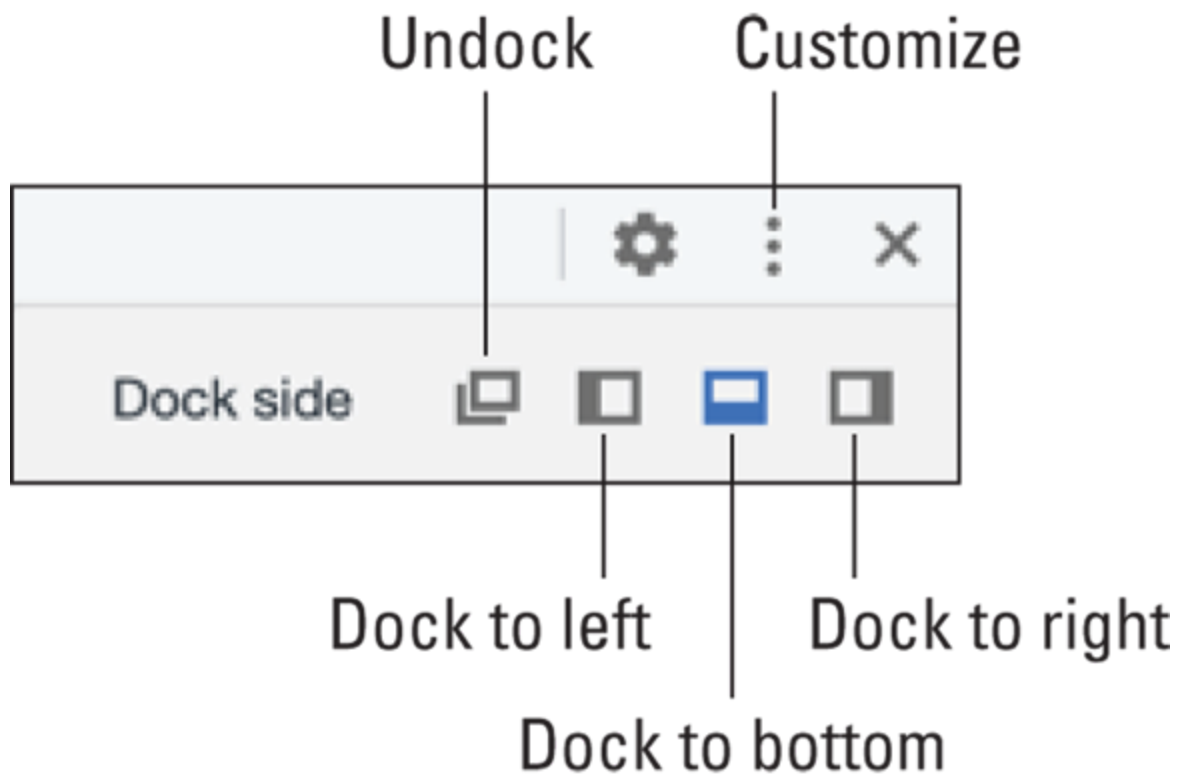 Undock
Customize
Dock side
Dock to left
Dock to right
Dock to bottom